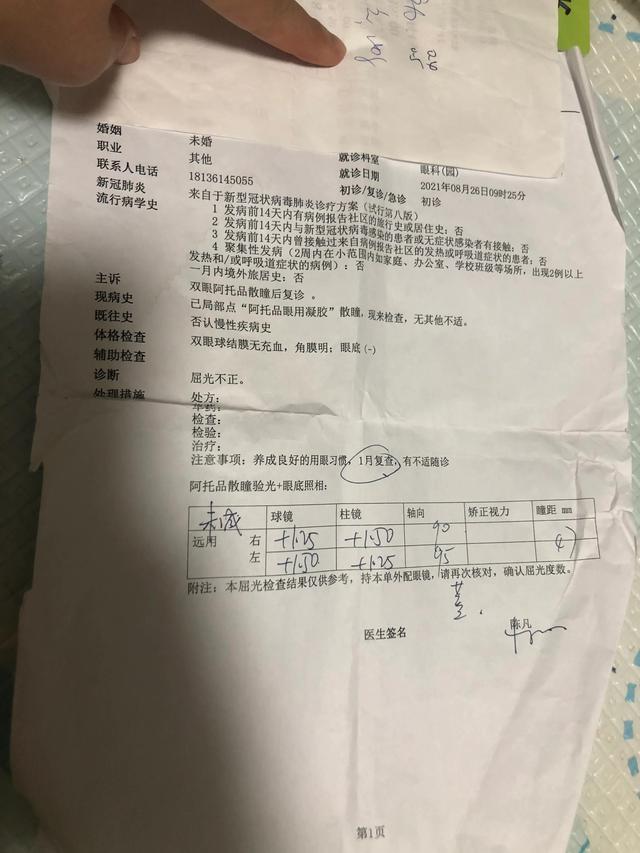 婚姻 未婚
职业 其他 就诊科室 眼科(园)
联系人电话 18136145055 就诊日期 2021年08月26日09时25分
新冠肺炎 初诊/复诊/急诊 初诊
流行病学史 来自于新型冠状病毒肺炎诊疗方案（试行第八版）
1 发病前14天内有病例报告社区的旅行史或居住史：否
2 发病前14天内与新型冠状病毒感染的患者或无症状感染者有接触：否
3 发病前14天内曾接触过来自病例报告社区的发热或呼吸道症状的患者：否
4 聚集性发病（2周内在小范围内如家庭、办公室、学校班级等场所，出现2例以上
发热和/或呼吸道症状的病例）：否
一月内境外旅居史：否
主诉 双眼阿托品散瞳后复诊 。
现病史 已局部点“阿托品眼用凝胶”散瞳，现来检查，无其他不适。
既往史 否认慢性疾病史
体格检查 双眼球结膜无充血，角膜明；眼底(-)
辅助检查
诊断 屈光不正。
处理措施 处方：
检查：
检验：
治疗：
注意事项：养成良好的用眼习惯，1月复查，有不适随诊
阿托品散瞳验光+眼底照相：
球镜 柱镜 轴向 矫正视力 瞳距 mm
远用 右 +1.25 +1.50 90
左 +1.50 +1.25 95
附注：本屈光检查结果仅供参考，持本单外配眼镜，请再次核对，确认屈光度数。
医生签名 陈凡
第1页